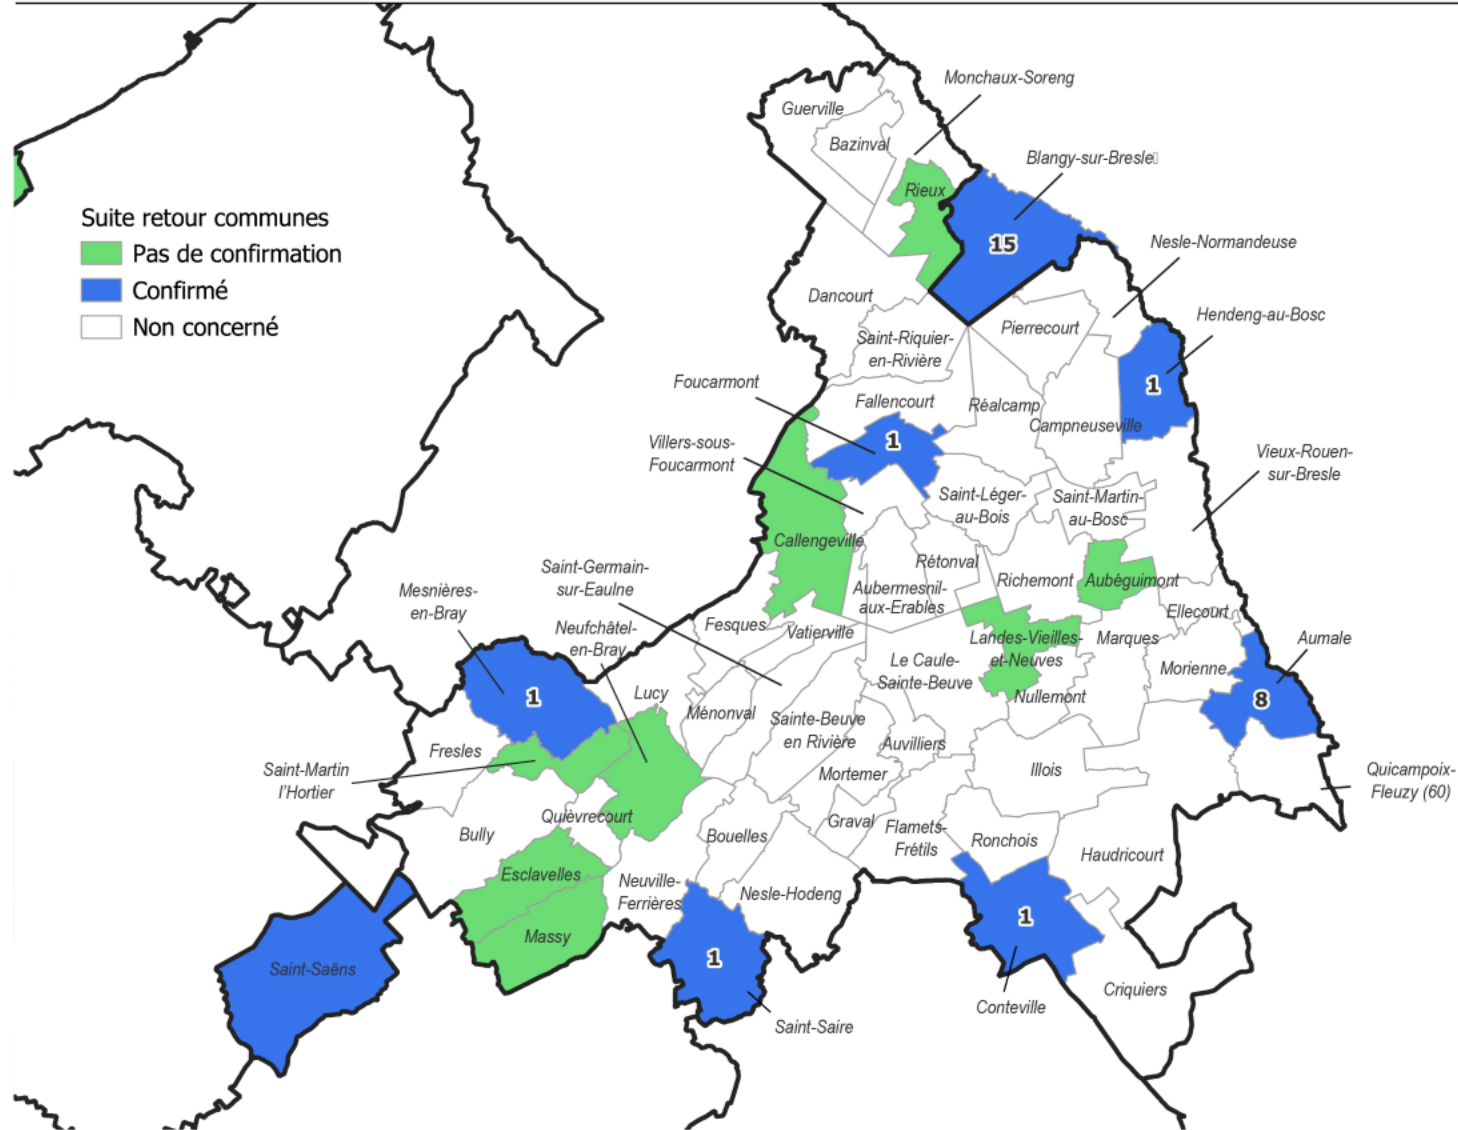 Monchaux-Soreng
Guerville
Bazinval
Blangy-sur-Bresle
Rieux
Suite retour communes
Pas de confirmation
Confirmé
Non concerné
15
Nesle-Normandeuse
Dancourt
Hendeng-au-Bosc
Pierrecourt
Saint-Riquier-
en-Rivière
Foucarmont
1
Fallencourt
Réalcamp
Campneuseville
Villers-sous-
Foucarmont
1
Vieux-Rouen-
sur-Bresle
Saint-Léger-
au-Bois
Saint-Martin-
au-Bosc
Callengeville
Rétonval
Saint-Germain-
sur-Eaulne
Richemont
Aubéguimont
Mesnières-
en-Bray
Aubermesnil-
aux-Erables
Ellecourt
Fesques
Vatierville
Neufchâtel-
en-Bray
Landes-Vieilles-
et-Neuves
Marques
Aumale
Le Caule-
Sainte-Beuve
Morienne
Lucy
1
Nullemont
8
Ménonval
Sainte-Beuve
en Rivière
Auvilliers
Fresles
Saint-Martin
l'Hortier
Mortemer
Illois
Quicampoix-
Fleuzy (60)
Quièvrecourt
Bully
Bouelles
Graval
Flamets-
Frétils
Ronchois
Haudricourt
Esclavelles
Neuville-
Ferrières
Nesle-Hodeng
1
Massy
1
Saint-Saëns
Criquiers
Conteville
Saint-Saire